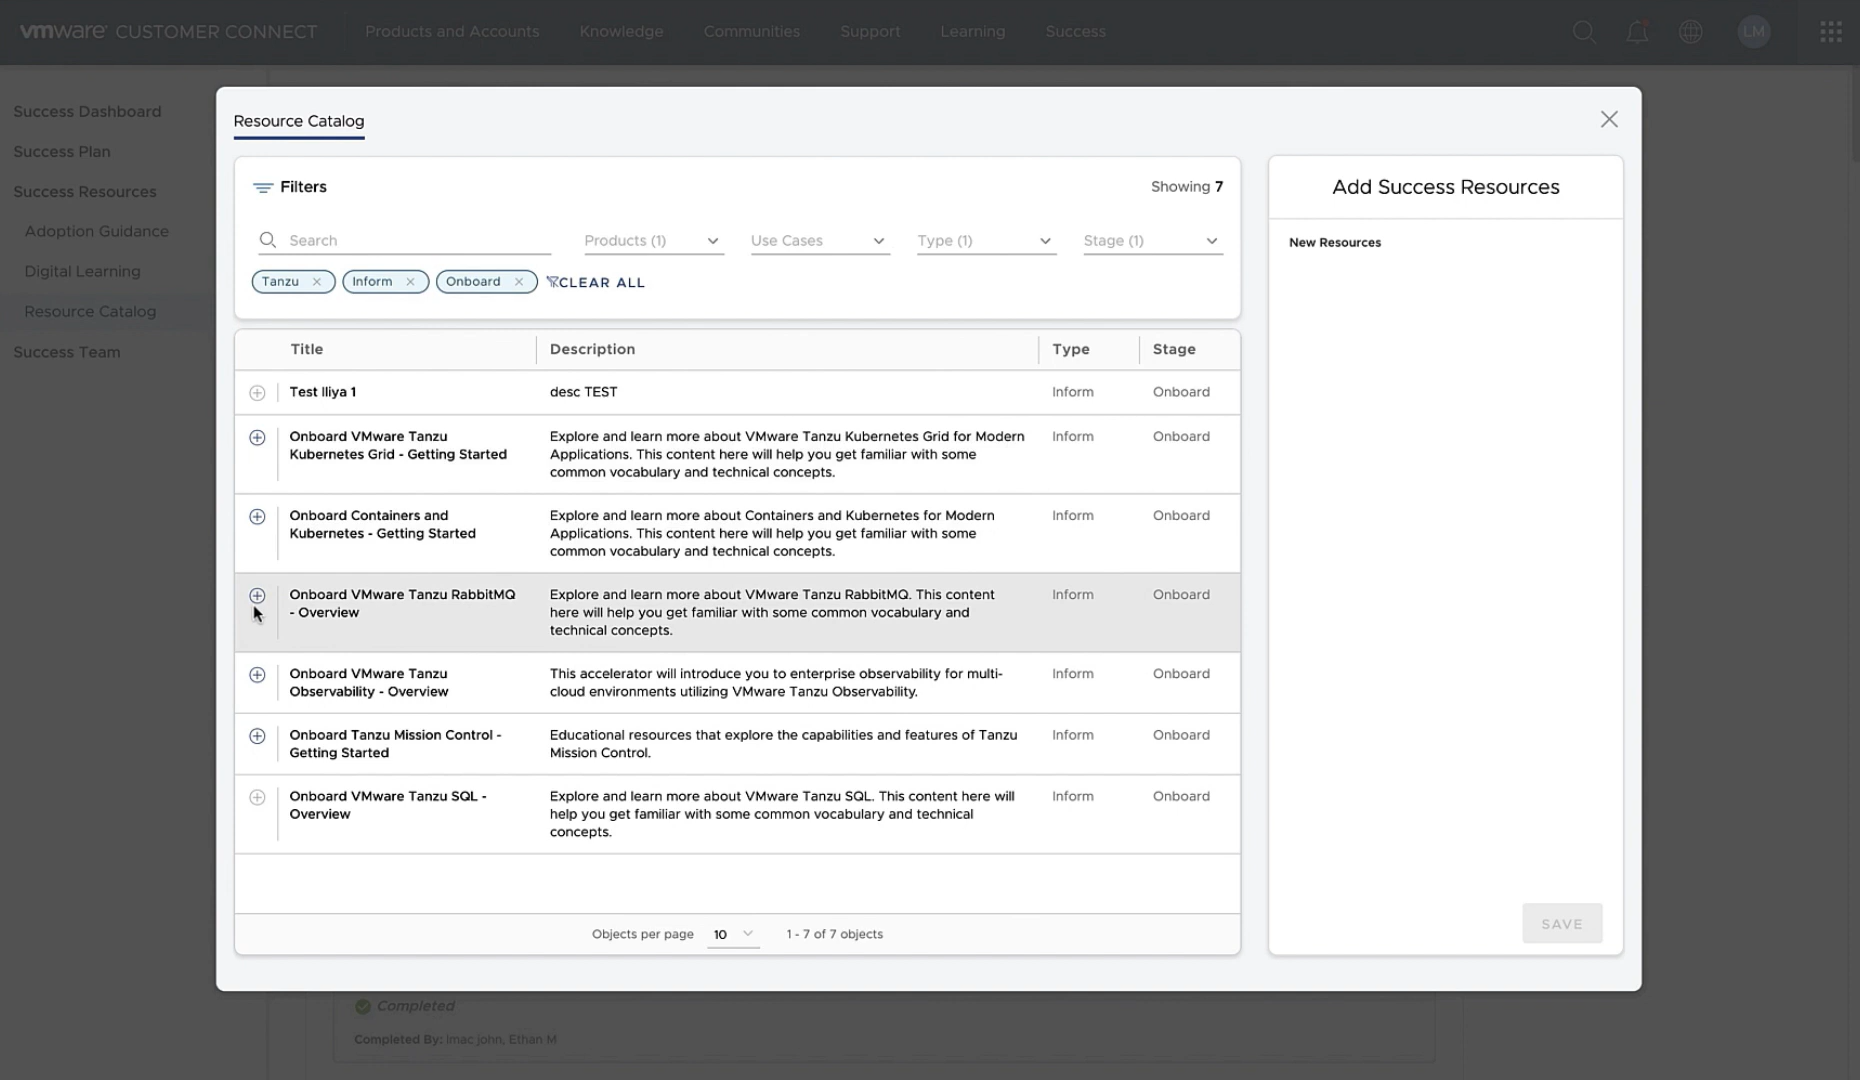 vmware® CUSTOMER CONNECT
Products and Accounts
Knowledge
Communities
Support
Learning
Success
LM
Success Dashboard
Success Plan
Success Resources
Adoption Guidance
Digital Learning
Resource Catalog
Success Team
Resource Catalog
Filters
Showing 7
Search
Products (1)
Use Cases
Type (1)
Stage (1)
Tanzu
Inform
Onboard
CLEAR ALL
Title
Description
Type
Stage
Test Iliya 1
desc TEST
Inform
Onboard
Onboard VMware Tanzu
Kubernetes Grid - Getting Started
Explore and learn more about VMware Tanzu Kubernetes Grid for Modern
Applications. This content here will help you get familiar with some
common vocabulary and technical concepts.
Inform
Onboard
Onboard Containers and
Kubernetes - Getting Started
Explore and learn more about Containers and Kubernetes for Modern
Applications. This content here will help you get familiar with some
common vocabulary and technical concepts.
Inform
Onboard
Onboard VMware Tanzu RabbitMQ
- Overview
Explore and learn more about VMware Tanzu RabbitMQ. This content
here will help you get familiar with some common vocabulary and
technical concepts.
Inform
Onboard
Onboard VMware Tanzu
Observability - Overview
This accelerator will introduce you to enterprise observability for multi-
cloud environments utilizing VMware Tanzu Observability.
Inform
Onboard
Onboard Tanzu Mission Control -
Getting Started
Educational resources that explore the capabilities and features of Tanzu
Mission Control.
Inform
Onboard
Onboard VMware Tanzu SQL -
Overview
Explore and learn more about VMware Tanzu SQL. This content here will
help you get familiar with some common vocabulary and technical
concepts.
Inform
Onboard
Objects per page
10
1 - 7 of 7 objects
Add Success Resources
New Resources
SAVE
Completed
Completed By: imac john, Ethan M